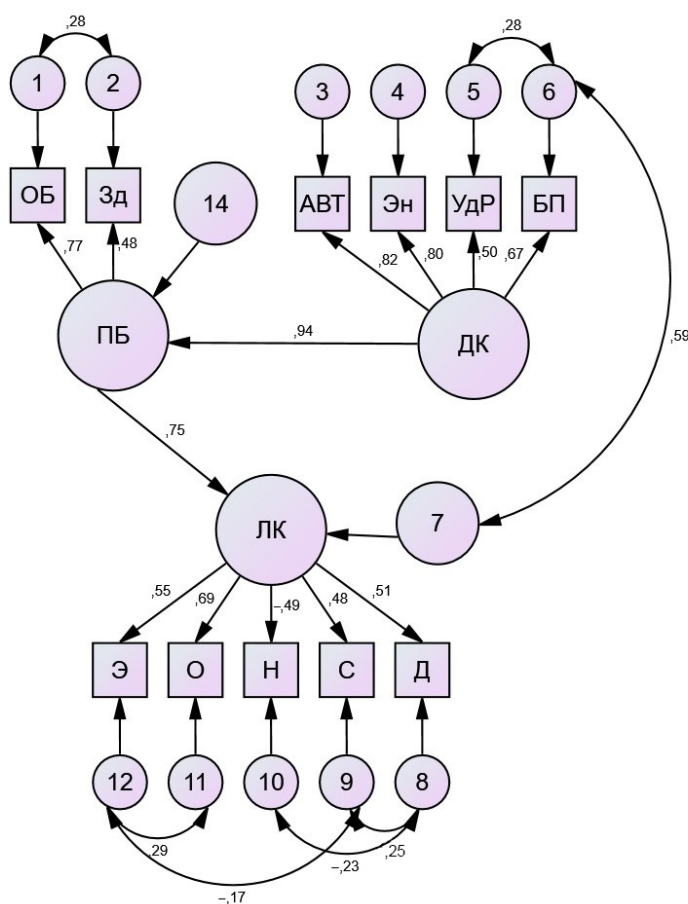 ,28
,28
1
2
3
4
5
6
ОБ
Зд
14
АВТ
Эн
УдР
БП
,77
,48
,82
,80
,50
,67
ПБ
,94
ДК
,59
,75
ЛК
7
,55
,69
–,49
,48
,51
Э
О
Н
С
Д
12
11
10
9
8
,29
–,23
,25
–,17